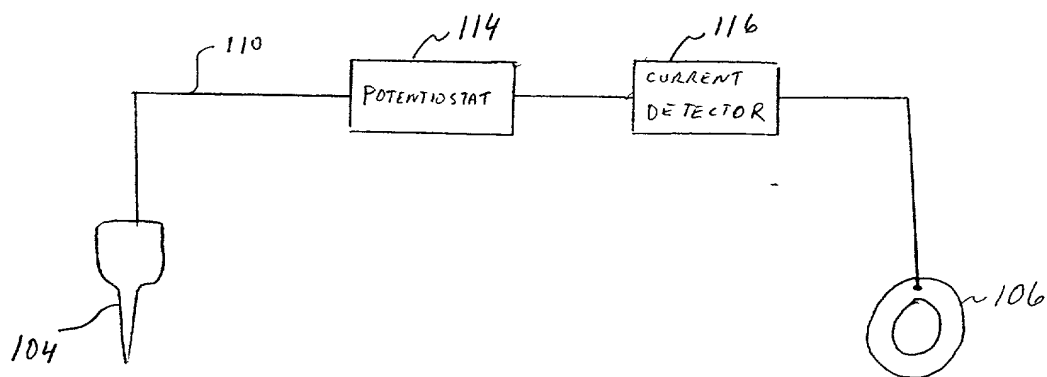 110
114
116
POTENTIOSTAT
CURRENT
DETECTOR
104
106